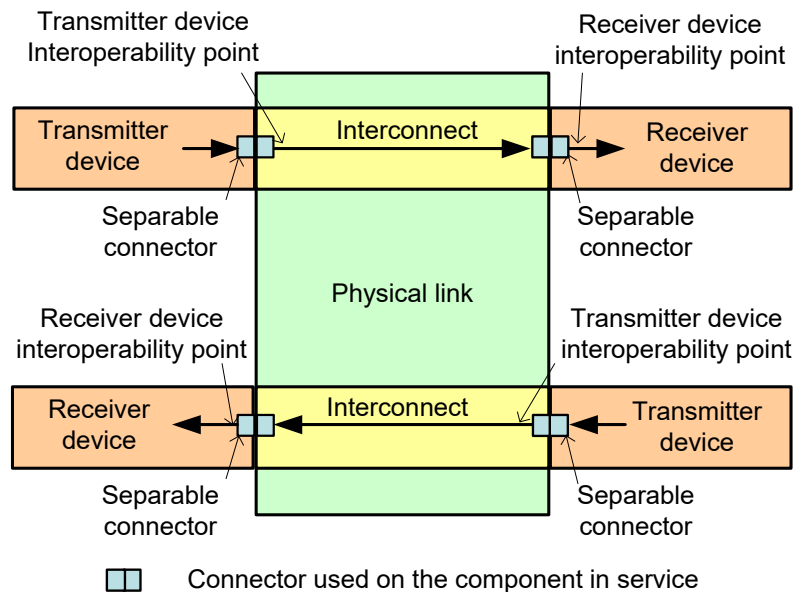 Transmitter device
Interoperability point
Receiver device
interoperability point
Transmitter
device
Interconnect
Receiver
device
Separable
connector
Separable
connector
Physical link
Receiver device
interoperability point
Transmitter device
interoperability point
Receiver
device
Interconnect
Transmitter
device
Separable
connector
Separable
connector
Connector used on the component in service